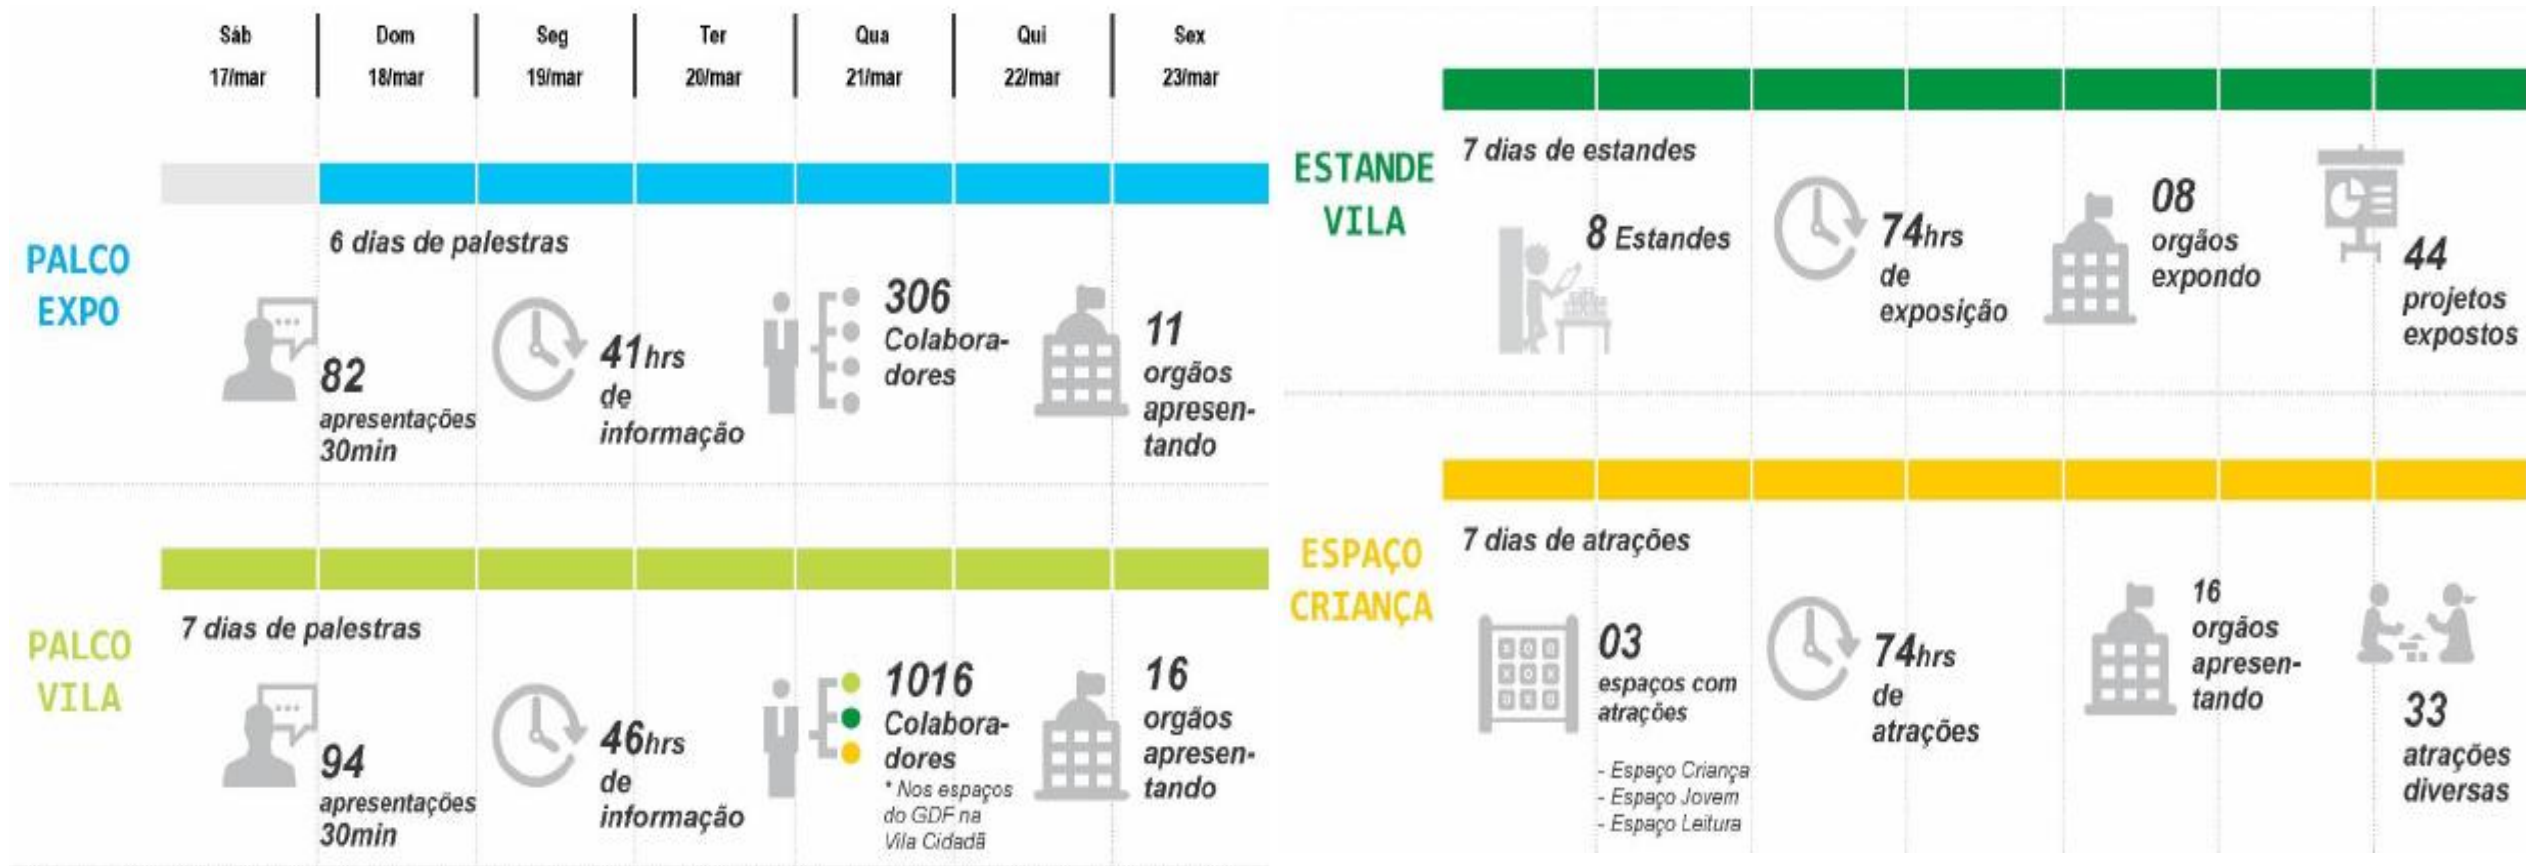 Sáb
17/mar
Dom
18/mar
Seg
19/mar
Ter
20/mar
Qua
21/mar
Qui
22/mar
Sex
23/mar
PALCO
EXPO
6 dias de palestras
82
apresentações
30min
41hrs
de
informação
306
Colabora-
dores
11
orgãos
apresen-
tando
PALCO
VILA
7 dias de palestras
94
apresentações
30min
46hrs
de
informação
1016
Colabora-
dores
* Nos espaços
do GDF na
Vila Cidadã
16
orgãos
apresen-
tando
ESTANDE
VILA
7 dias de estandes
8 Estandes
74hrs
de
exposição
08
orgãos
expondo
44
projetos
expostos
ESPAÇO
CRIANÇA
7 dias de atrações
03
espaços com
atrações
- Espaço Criança
- Espaço Jovem
- Espaço Leitura
74hrs
de
atrações
16
orgãos
apresen-
tando
33
atrações
diversas